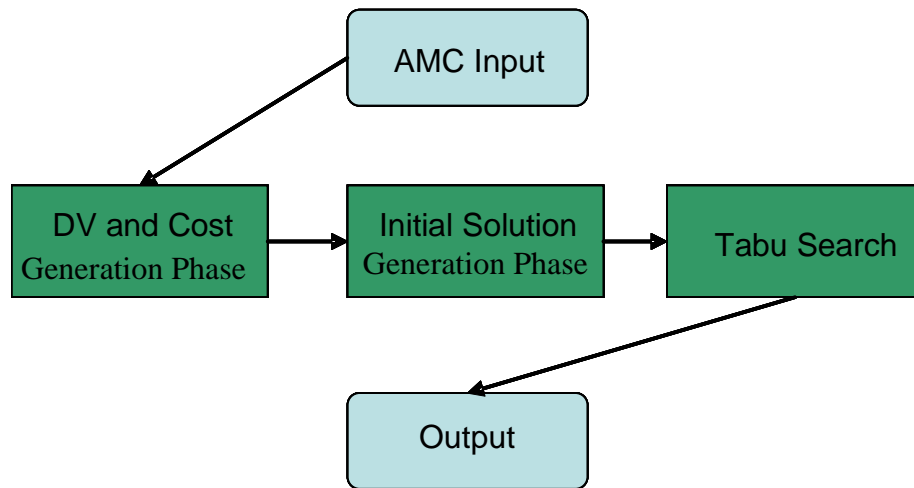 AMC Input
DV and Cost
Generation Phase
Initial Solution
Generation Phase
Tabu Search
Output